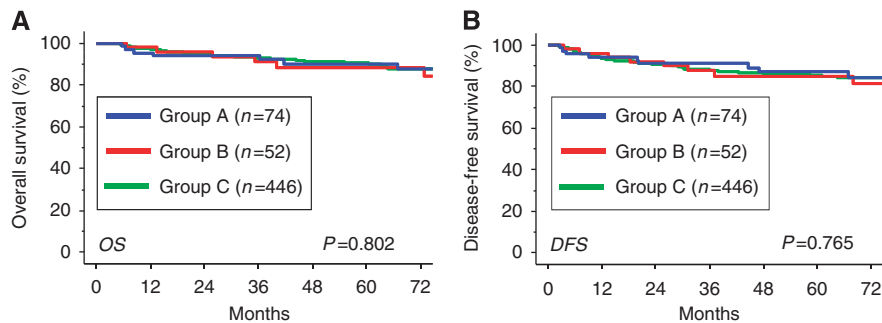 A
Overall survival (%)
100
80
60
40
20
0
Group A (n=74)
Group B (n=52)
Group C (n=446)
OS
P=0.802
0 12 24 36 48 60 72
Months
B
Disease-free survival (%)
100
80
60
40
20
0
Group A (n=74)
Group B (n=52)
Group C (n=446)
DFS
P=0.765
0 12 24 36 48 60 72
Months